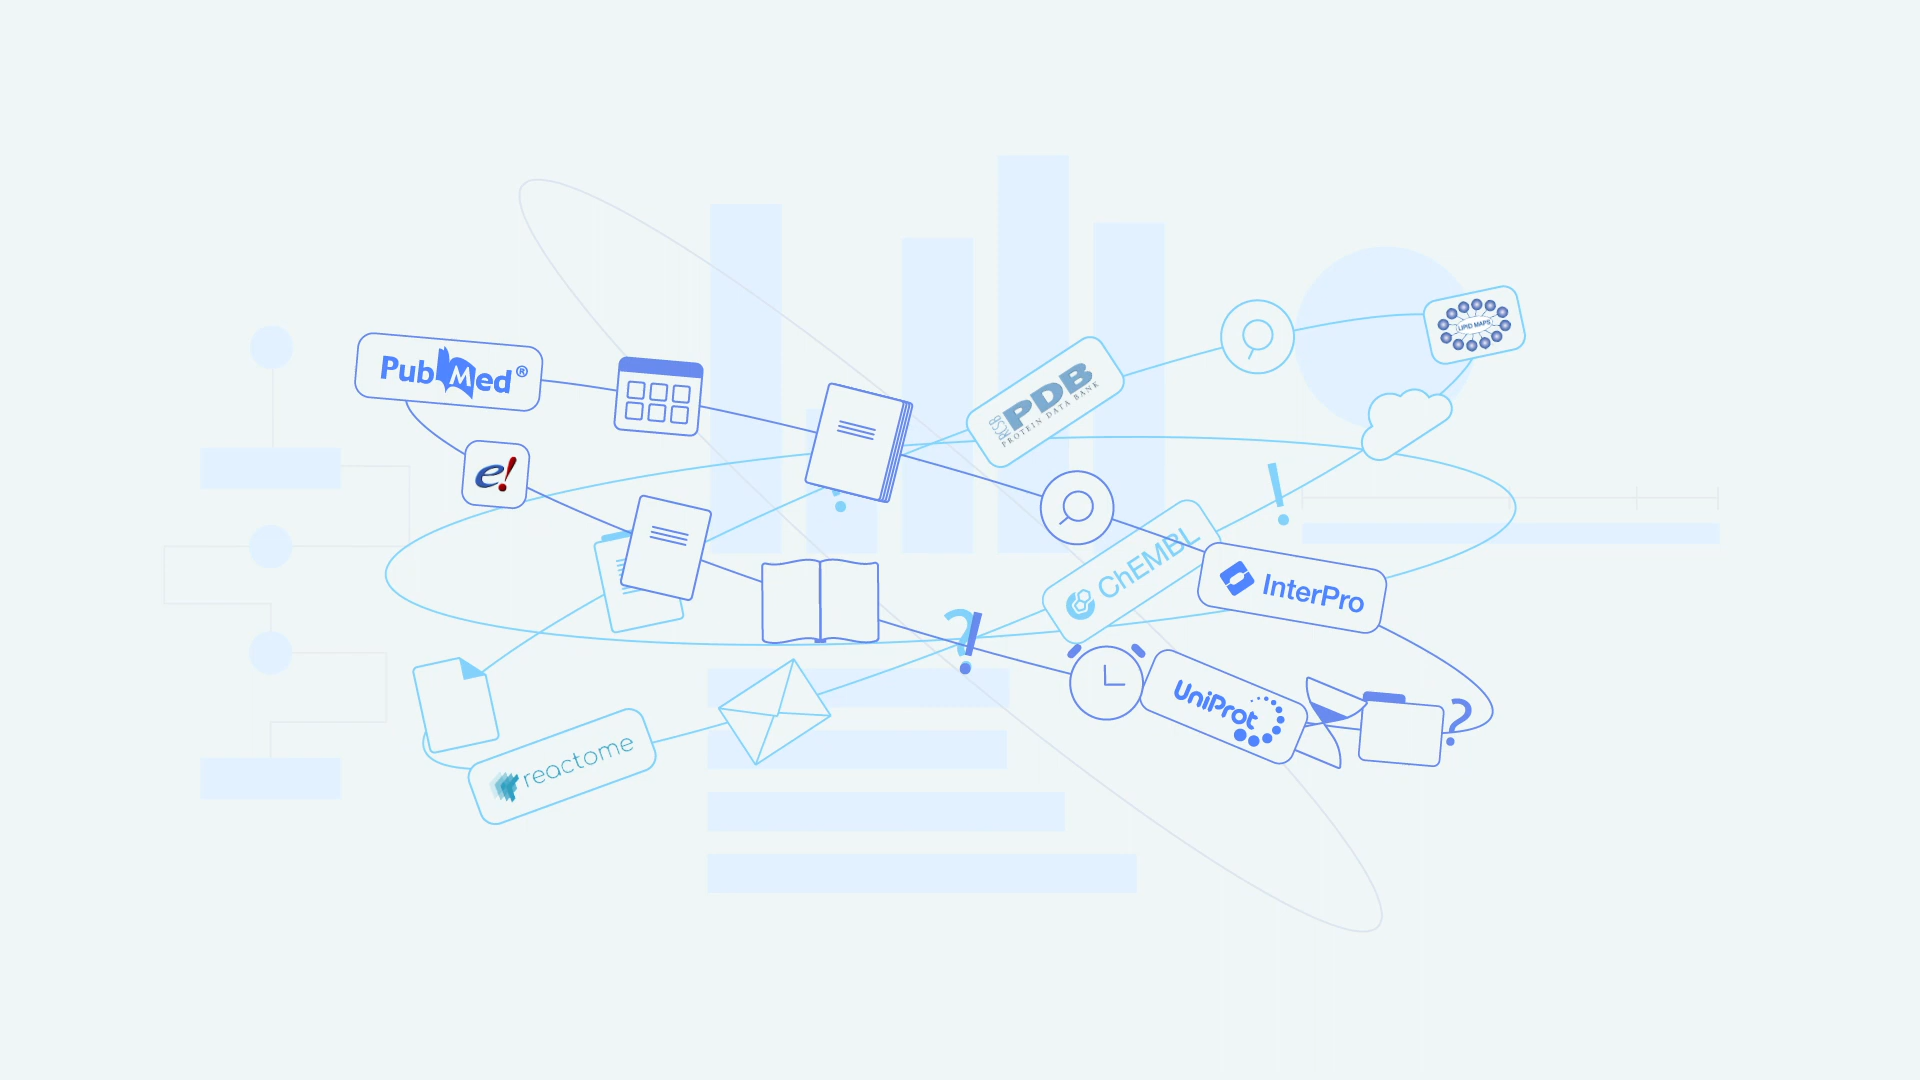 PubMed®
e!
PDB
PROTEIN DATA BANK
RCSB
LIPID MAPS
!
ChEMBL
InterPro
?
!
UniProt
?
reactome